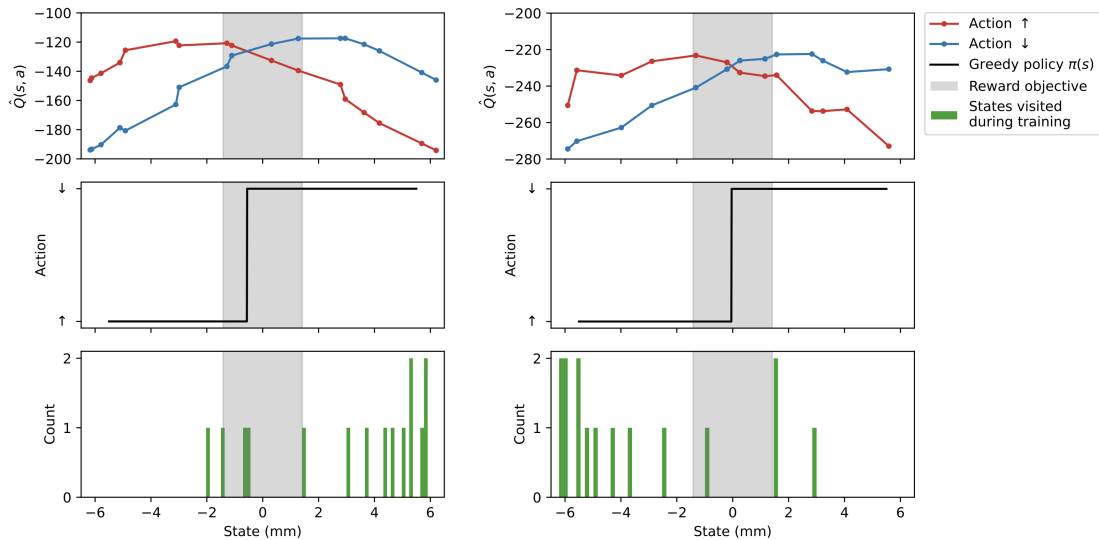 −100
−120
−140
−160
−180
−200
Q̂(s, a)
−200
−220
−240
−260
−280
Q̂(s, a)
Action ↑
Action ↓
Greedy policy π(s)
Reward objective
States visited
during training
↓
↑
Action
↓
↑
Action
2
1
0
Count
−6 −4 −2 0 2 4 6
State (mm)
2
1
0
Count
−6 −4 −2 0 2 4 6
State (mm)